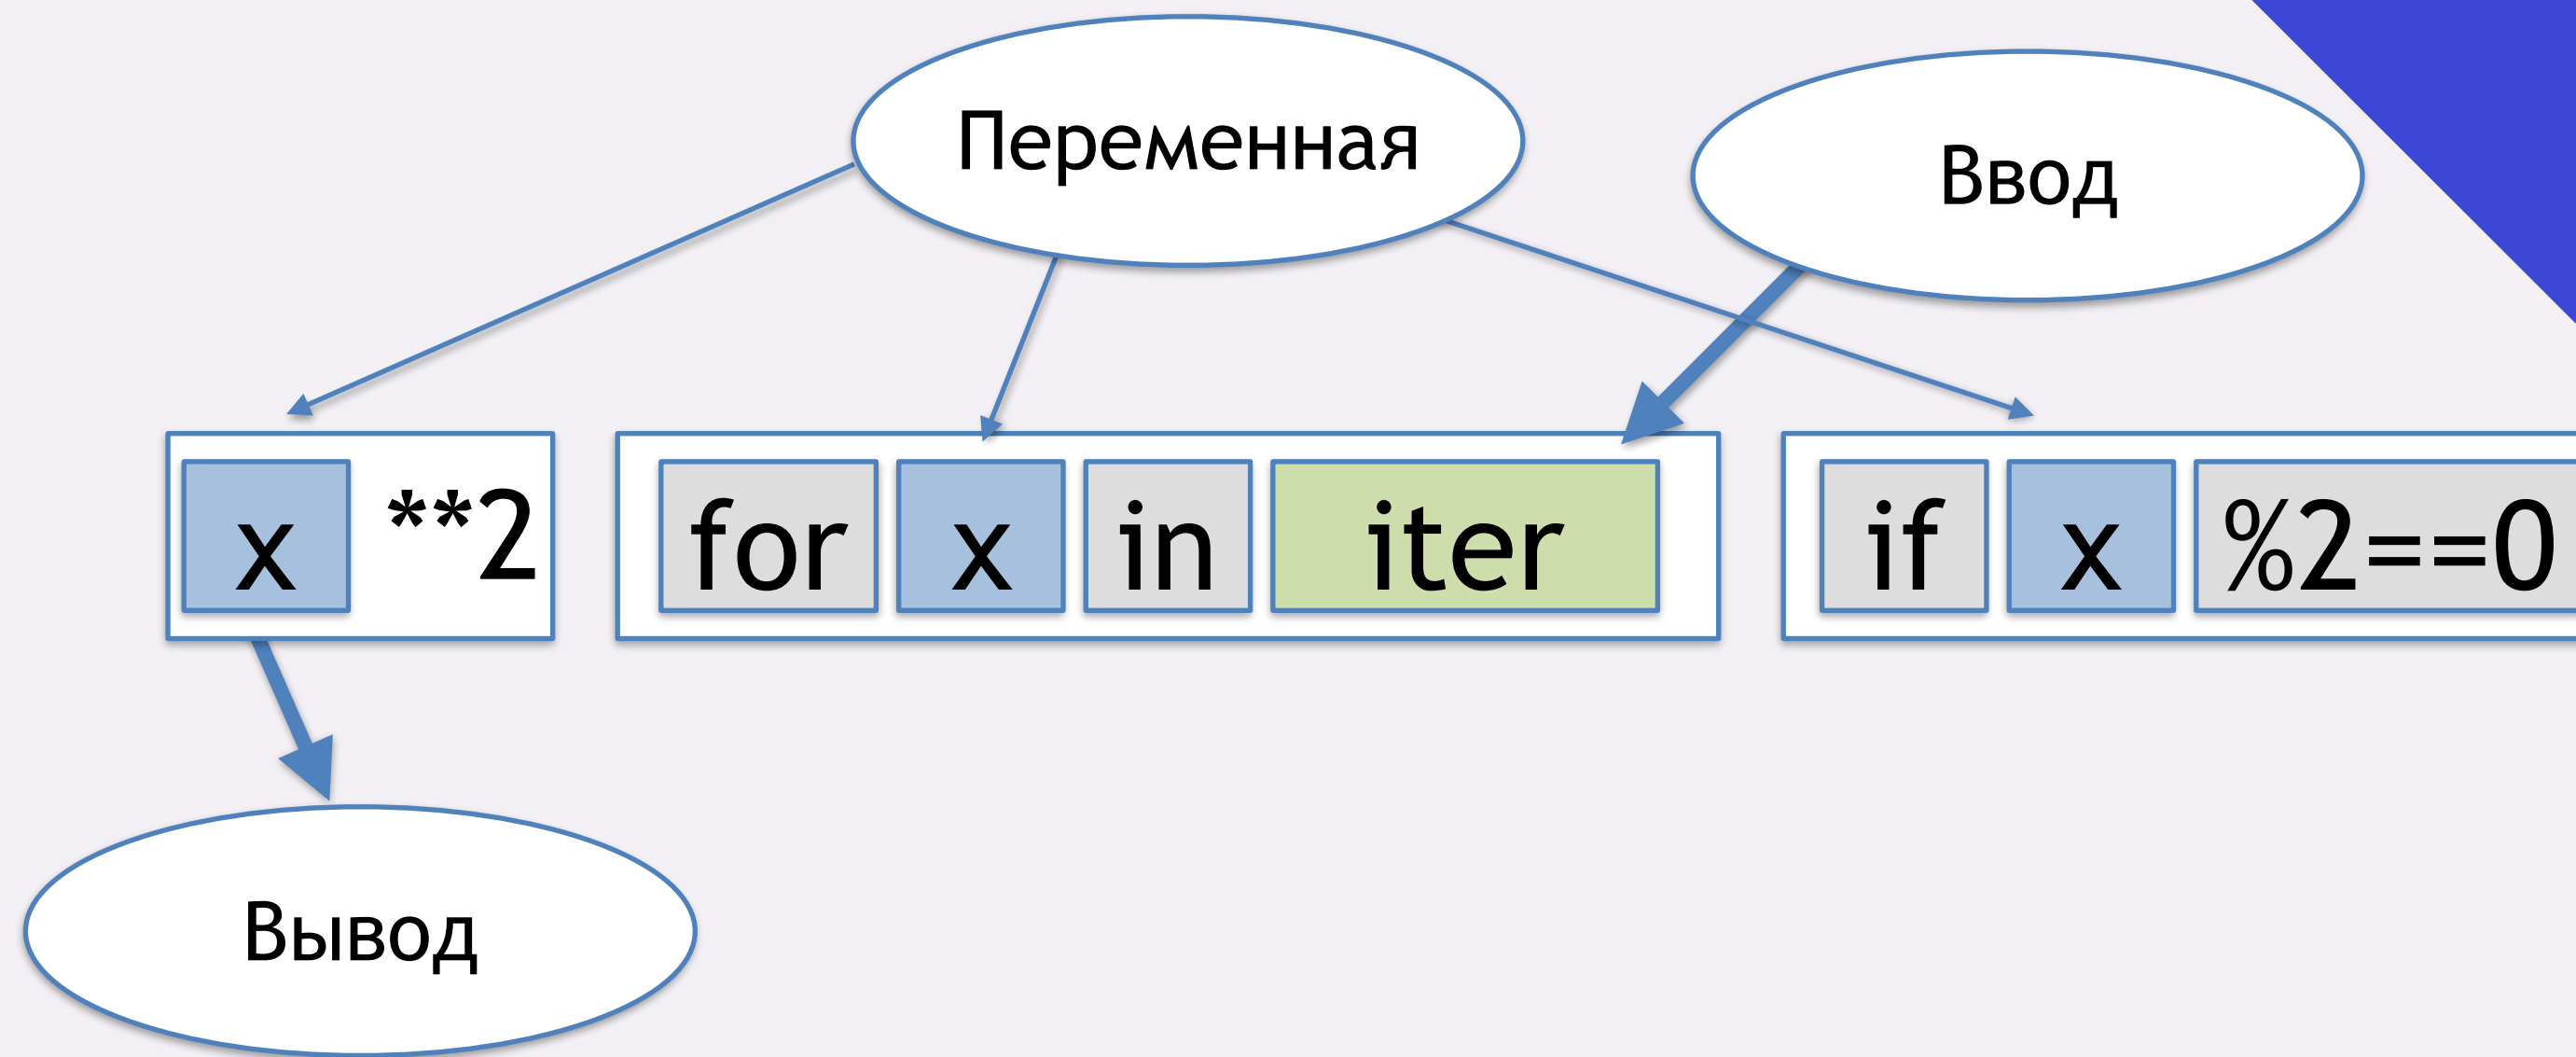 Переменная
Ввод
x **2 for x in iter if x %2==0
Вывод